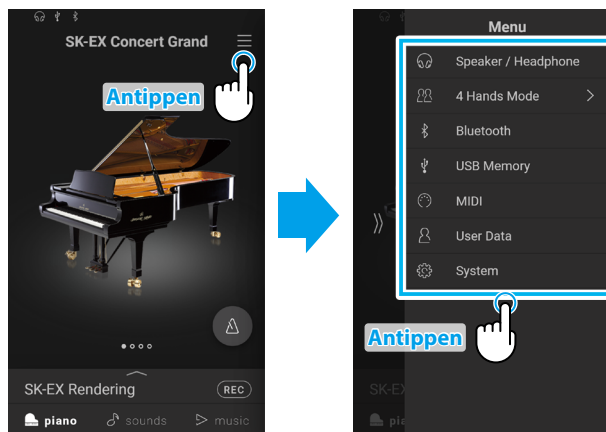 SK-EX Concert Grand
Antippen
SK-EX Rendering
REC
piano
sounds
music
Menu
Speaker / Headphone
4 Hands Mode
Bluetooth
USB Memory
MIDI
User Data
System
Antippen
SK-EX
pia